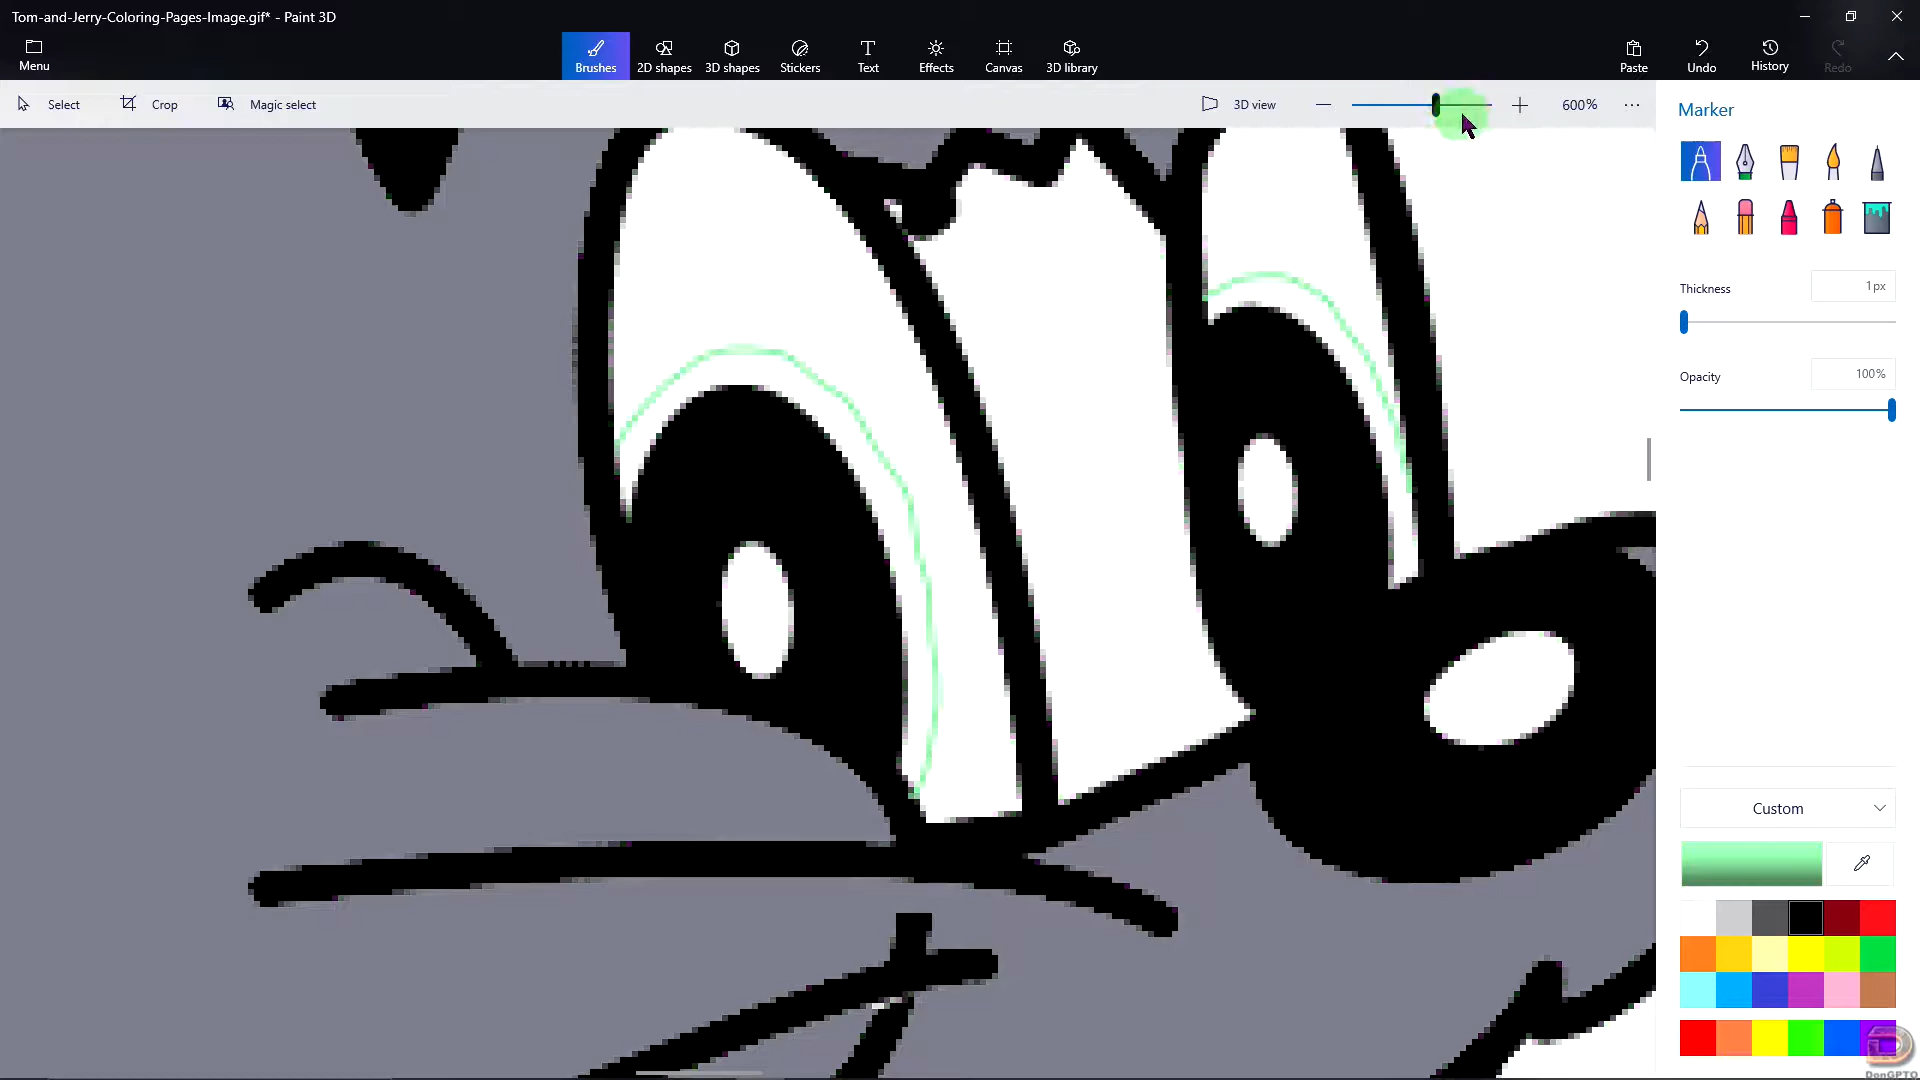 Tom-and-Jerry-Coloring-Pages-Image.gif* - Paint 3D
Menu
Brushes
2D shapes
3D shapes
Stickers
Text
Effects
Canvas
3D library
Paste
Undo
History
Redo
Select
Crop
Magic select
3D view
600%
Marker
Thickness
1px
Opacity
100%
Custom
DonGPTO